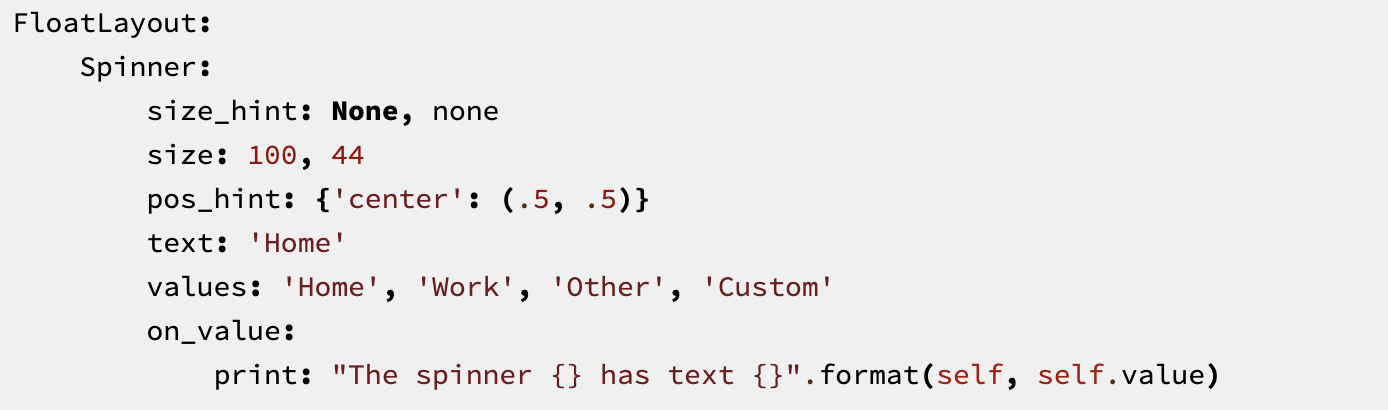 FloatLayout:
    Spinner:
        size_hint: None, none
        size: 100, 44
        pos_hint: {'center': (.5, .5)}
        text: 'Home'
        values: 'Home', 'Work', 'Other', 'Custom'
        on_value:
            print: "The spinner {} has text {}".format(self, self.value)